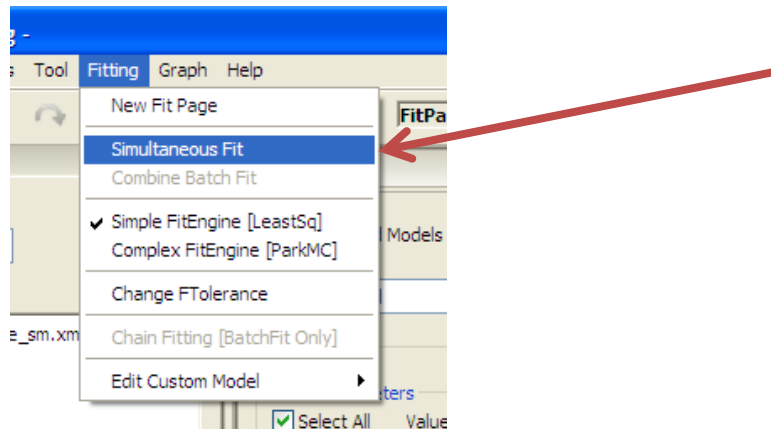 g -
s Tool Fitting Graph Help
New Fit Page
FitPa
Simultaneous Fit
Combine Batch Fit
Simple FitEngine [LeastSq]
l Models
Complex FitEngine [ParkMC]
Change FTolerance
e_sm.xm
Chain Fitting [BatchFit Only]
Edit Custom Model
ters
Select All Value